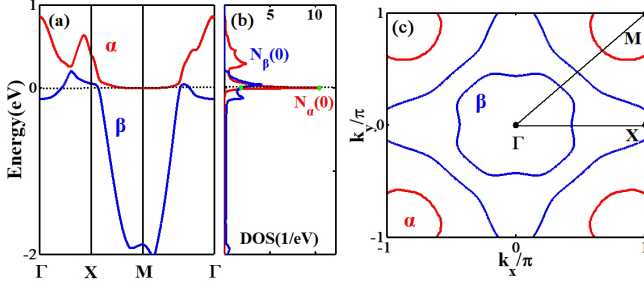 (a)
α
β
Energy(eV)
0
-2
Γ
X
M
Γ
(b)
5
10
N_β(0)
N_α(0)
DOS(1/eV)
(c)
M
β
Γ
X
α
1
0
-1
k_y/π
-1
0
1
k_x/π